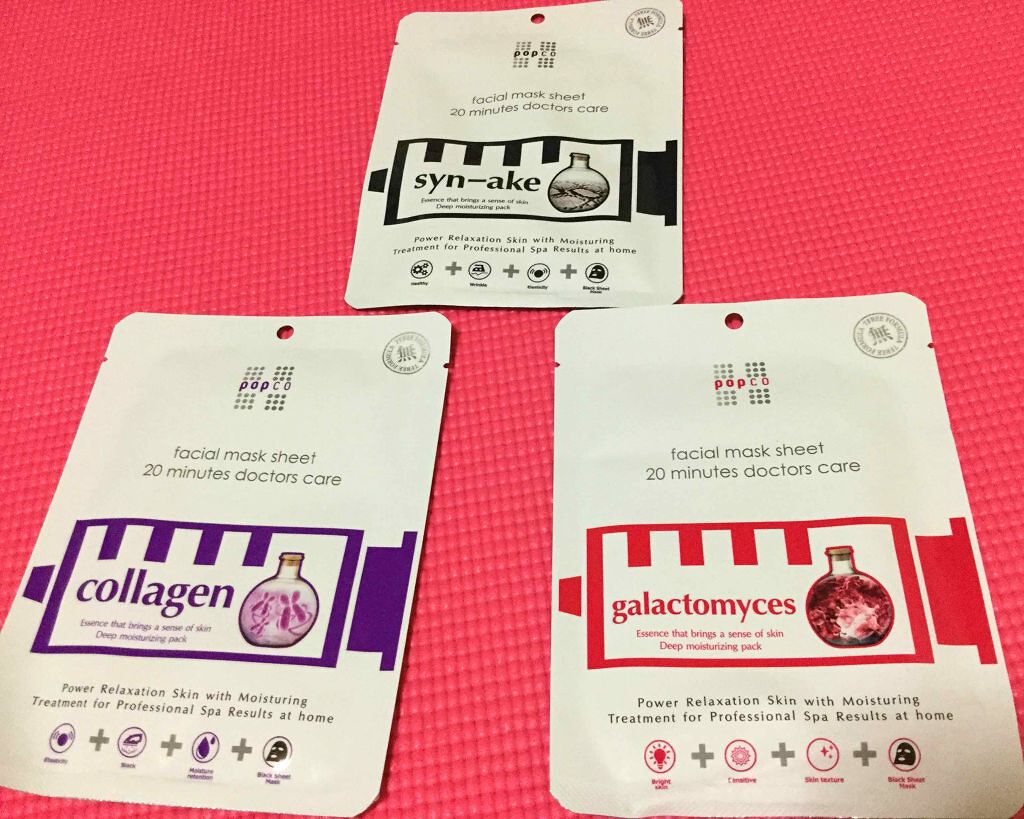 無
THREE FORMULA THREE FORMULA
popco
facial mask sheet
20 minutes doctors care
syn–ake
Essence that brings a sense of skin
Deep moisturizing pack
Power Relaxation Skin with Moisturing
Treatment for Professional Spa Results at home
Healthy + Wrinkle + Elasticity + Black Sheet
Mask
無
popco
facial mask sheet
20 minutes doctors care
collagen
Essence that brings a sense of skin
Deep moisturizing pack
Power Relaxation Skin with Moisturing
Treatment for Professional Spa Results at home
Elasticity + Black + Moisture + Black sheet
retention Mask
無
popco
facial mask sheet
20 minutes doctors care
galactomyces
Essence that brings a sense of skin
Deep moisturizing pack
Power Relaxation Skin with Moisturing
Treatment for Professional Spa Results at home
Bright + + Skin texture + Black Sheet
skin Mask